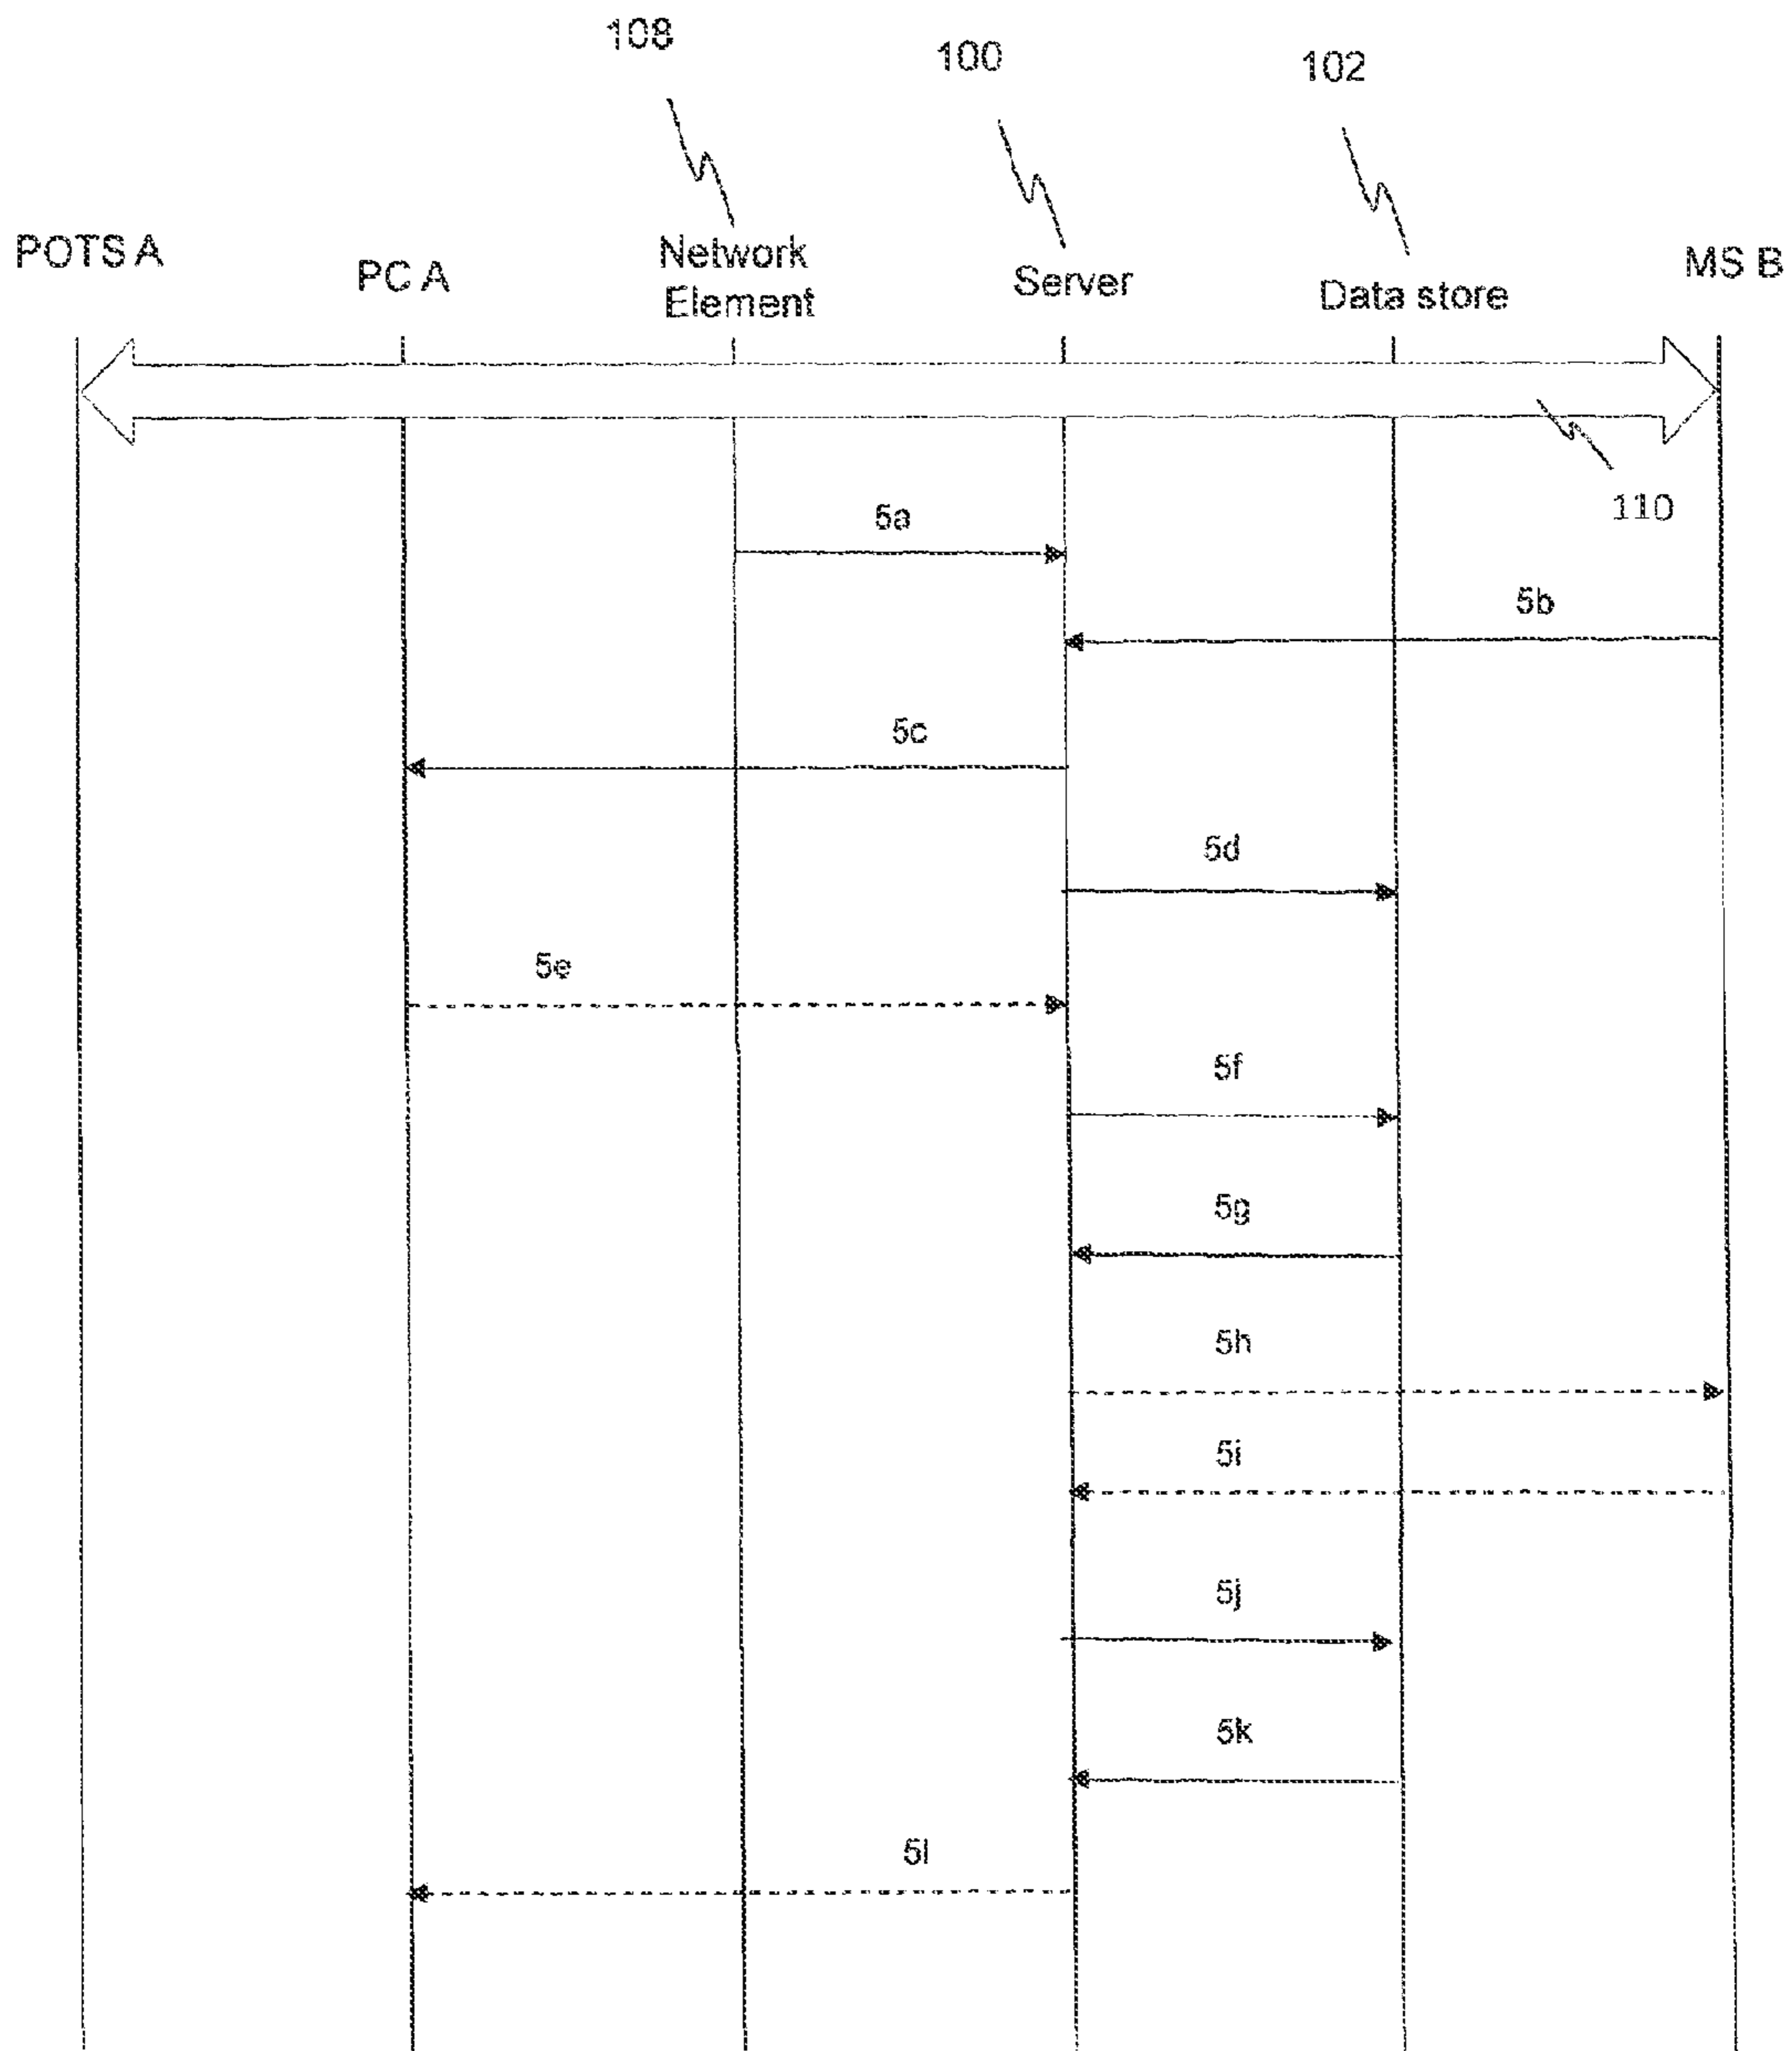 108
100
102
POTS A
PC A
Network
Element
Server
Data store
MS B
110
5a
5b
5c
5d
5e
5f
5g
5h
5i
5j
5k
5l